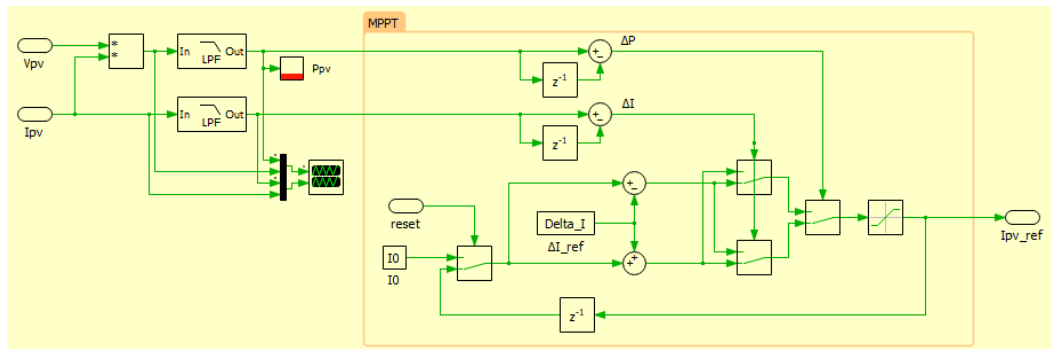 MPPT
Vpv
*
*
In
LPF
Out
Ppv
+
-
ΔP
z⁻¹
Ipv
In
LPF
Out
+
-
ΔI
z⁻¹
+
-
reset
Delta_I
ΔI_ref
+
+
I0
I0
Ipv_ref
z⁻¹